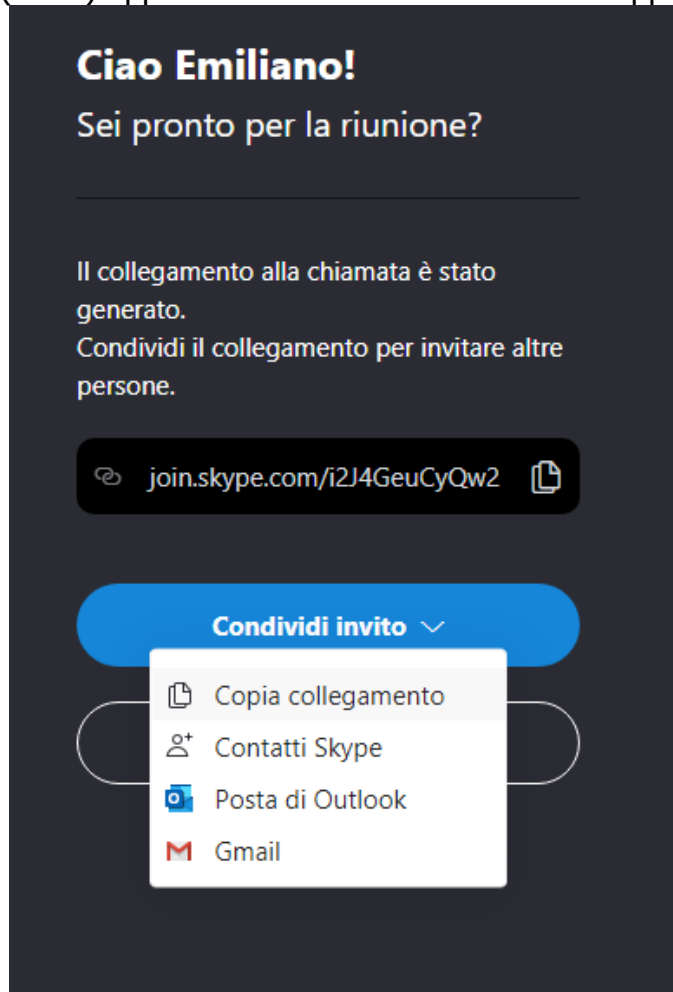 Ciao Emiliano!
Sei pronto per la riunione?
Il collegamento alla chiamata è stato
generato.
Condividi il collegamento per invitare altre
persone.
join.skype.com/i2J4GeuCyQw2
Condividi invito
Copia collegamento
Contatti Skype
Posta di Outlook
Gmail